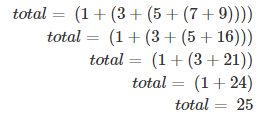 total = (1 + (3 + (5 + (7 + 9))))
total = (1 + (3 + (5 + 16)))
total = (1 + (3 + 21))
total = (1 + 24)
total = 25